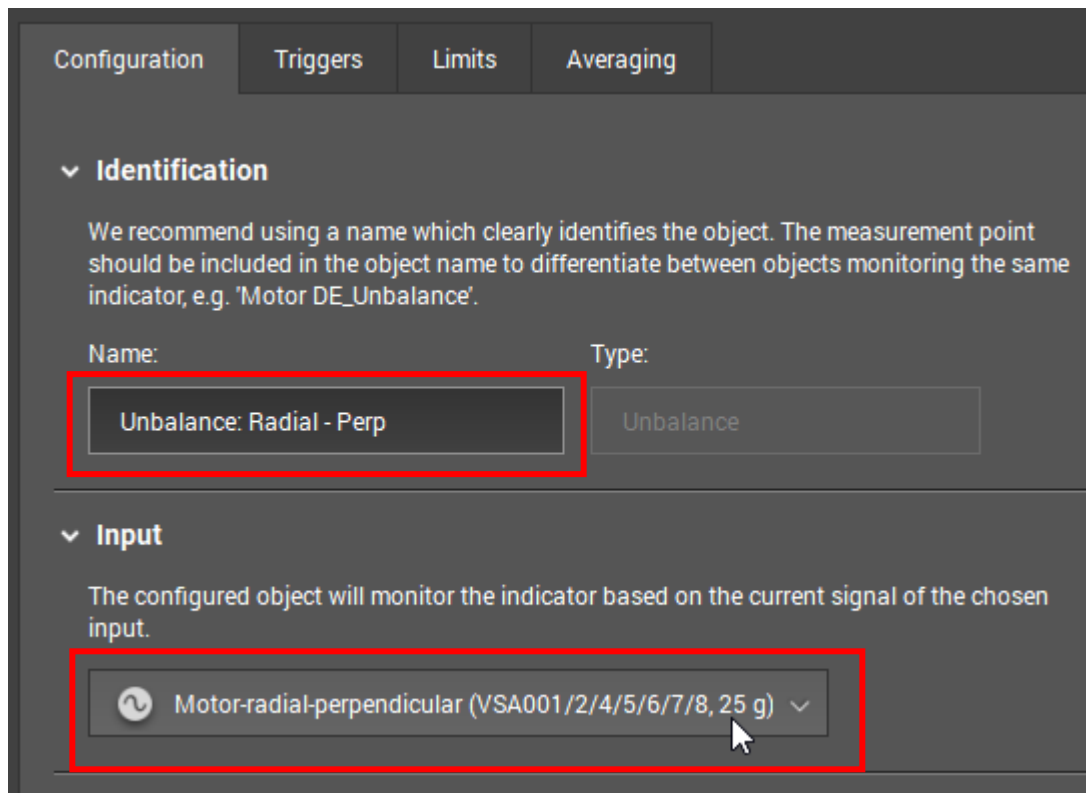 Configuration Triggers Limits Averaging
Identification
We recommend using a name which clearly identifies the object. The measurement point
should be included in the object name to differentiate between objects monitoring the same
indicator, e.g. 'Motor DE_Unbalance'.
Name: Type:
Unbalance: Radial - Perp Unbalance
Input
The configured object will monitor the indicator based on the current signal of the chosen
input.
Motor-radial-perpendicular (VSA001/2/4/5/6/7/8, 25 g)